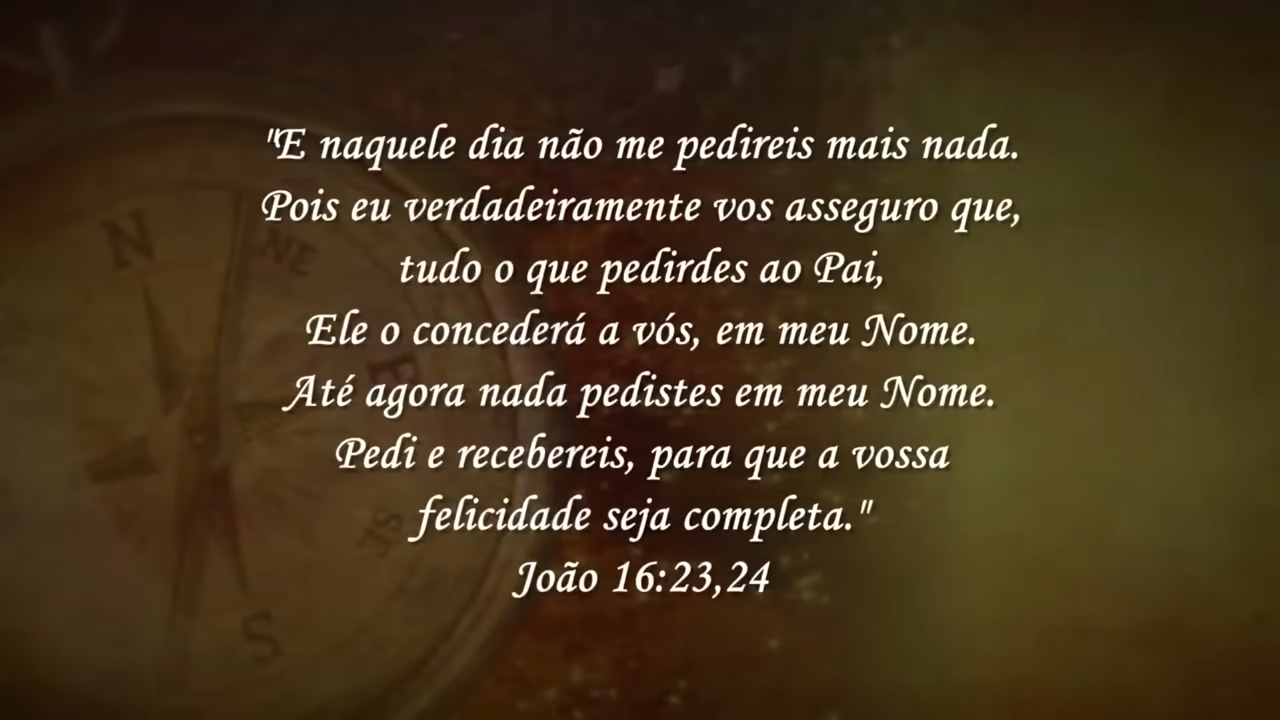 "E naquele dia não me pedireis mais nada.
Pois eu verdadeiramente vos asseguro que,
tudo o que pedirdes ao Pai,
Ele o concederá a vós, em meu Nome.
Até agora nada pedistes em meu Nome.
Pedi e recebereis, para que a vossa
felicidade seja completa."
João 16:23,24
N
NE
E
SE
S